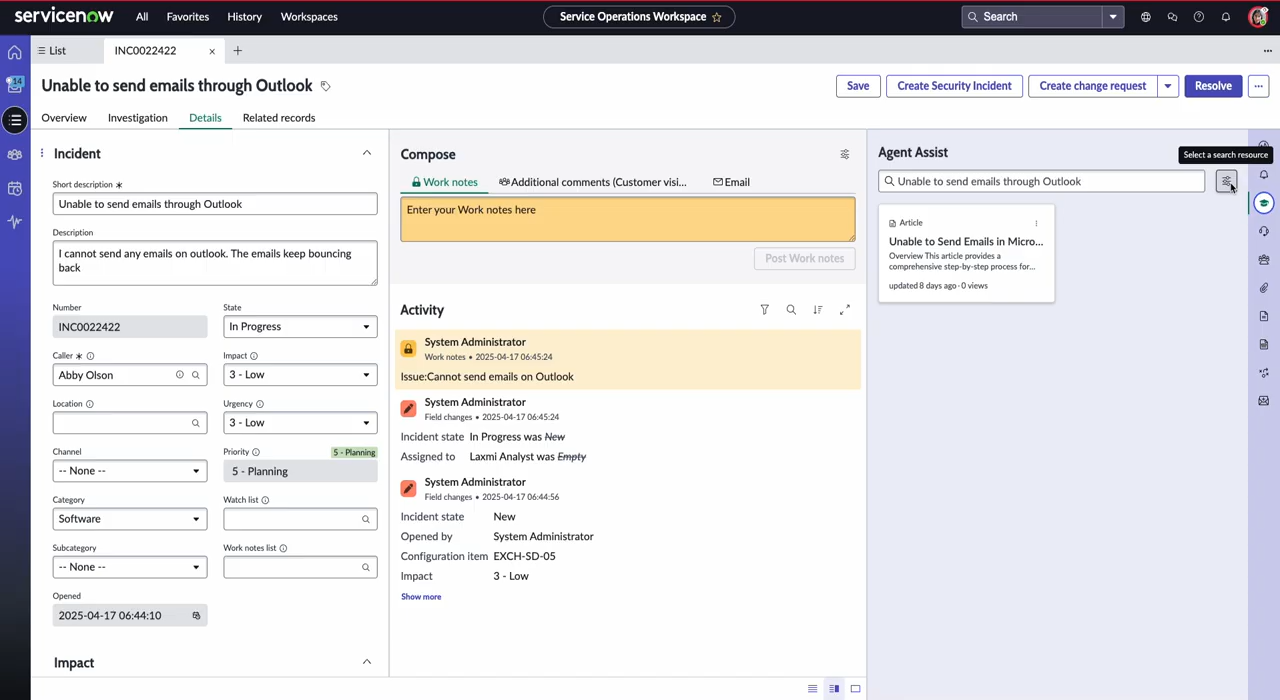 servicenow All Favorites History Workspaces Service Operations Workspace Search
List INC0022422
14
Unable to send emails through Outlook Save Create Security Incident Create change request Resolve
Overview Investigation Details Related records
Incident
Short description
Unable to send emails through Outlook
Description
I cannot send any emails on outlook. The emails keep bouncing
back
Number State
INC0022422 In Progress
Caller Impact
Abby Olson 3 - Low
Location Urgency
3 - Low
Channel Priority 5 - Planning
-- None -- 5 - Planning
Category Watch list
Software
Subcategory Work notes list
-- None --
Opened
2025-04-17 06:44:10
Impact
Compose
Work notes Additional comments (Customer visi... Email
Enter your Work notes here
Post Work notes
Activity
System Administrator
Work notes • 2025-04-17 06:45:24
Issue:Cannot send emails on Outlook
System Administrator
Field changes • 2025-04-17 06:45:24
Incident state In Progress was New
Assigned to Laxmi Analyst was Empty
System Administrator
Field changes • 2025-04-17 06:44:56
Incident state New
Opened by System Administrator
Configuration item EXCH-SD-05
Impact 3 - Low
Show more
Agent Assist
Select a search resource
Unable to send emails through Outlook
Article
Unable to Send Emails in Micro...
Overview This article provides a
comprehensive step-by-step process for...
updated 8 days ago · 0 views